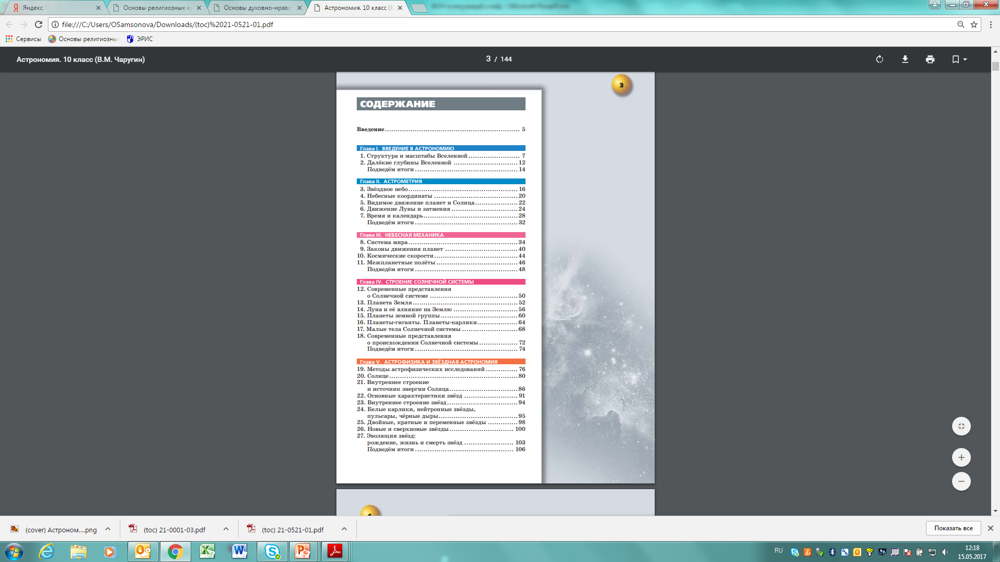 Яндекс
Основы религиозных ку
Основы духовно-нравст
Астрономия. 10 класс (В
file:///C:/Users/OSamsonova/Downloads/(toc)%2021-0521-01.pdf
Сервисы
Основы религиозны
ЭРИС
Астрономия. 10 класс (В.М. Чаругин)
3 / 144
3
СОДЕРЖАНИЕ
Введение 5
Глава I. ВВЕДЕНИЕ В АСТРОНОМИЮ
1. Структура и масштабы Вселенной 7
2. Далёкие глубины Вселенной 12
Подведём итоги 14
Глава II. АСТРОМЕТРИЯ
3. Звёздное небо 16
4. Небесные координаты 20
5. Видимое движение планет и Солнца 22
6. Движение Луны и затмения 24
7. Время и календарь 28
Подведём итоги 32
Глава III. НЕБЕСНАЯ МЕХАНИКА
8. Система мира 34
9. Законы движения планет 40
10. Космические скорости 44
11. Межпланетные полёты 46
Подведём итоги 48
Глава IV. СТРОЕНИЕ СОЛНЕЧНОЙ СИСТЕМЫ
12. Современные представления
о Солнечной системе 50
13. Планета Земля 52
14. Луна и её влияние на Землю 56
15. Планеты земной группы 60
16. Планеты-гиганты. Планеты-карлики 64
17. Малые тела Солнечной системы 68
18. Современные представления
о происхождении Солнечной системы 72
Подведём итоги 74
Глава V. АСТРОФИЗИКА И ЗВЁЗДНАЯ АСТРОНОМИЯ
19. Методы астрофизических исследований 76
20. Солнце 80
21. Внутреннее строение
и источник энергии Солнца 86
22. Основные характеристики звёзд 91
23. Внутреннее строение звёзд 94
24. Белые карлики, нейтронные звёзды,
пульсары, чёрные дыры 95
25. Двойные, кратные и переменные звёзды 98
26. Новые и сверхновые звёзды 100
27. Эволюция звёзд:
рождение, жизнь и смерть звёзд 103
Подведём итоги 106
(cover) Астроном....png
(toc) 21-0001-03.pdf
(toc) 21-0521-01.pdf
Показать все
RU
12:18
15.05.2017